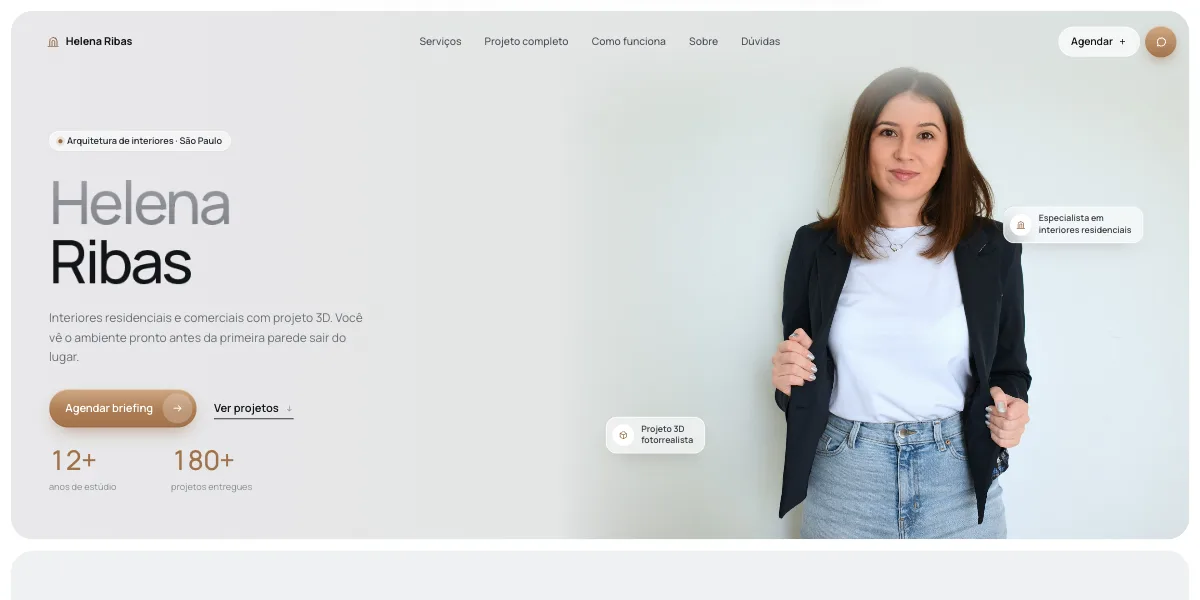 Helena Ribas
Serviços
Projeto completo
Como funciona
Sobre
Dúvidas
Agendar +
Arquitetura de interiores · São Paulo
Helena
Ribas
Interiores residenciais e comerciais com projeto 3D. Você
vê o ambiente pronto antes da primeira parede sair do
lugar.
Agendar briefing →
Ver projetos ↓
12+
anos de estúdio
180+
projetos entregues
Especialista em
interiores residenciais
Projeto 3D
fotorrealista